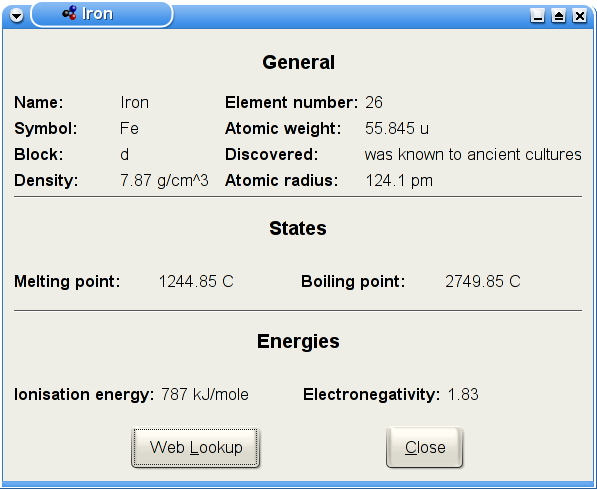 Iron
General
Name: Iron Element number: 26
Symbol: Fe Atomic weight: 55.845 u
Block: d Discovered: was known to ancient cultures
Density: 7.87 g/cm^3 Atomic radius: 124.1 pm
States
Melting point: 1244.85 C Boiling point: 2749.85 C
Energies
Ionisation energy: 787 kJ/mole Electronegativity: 1.83
Web Lookup Close